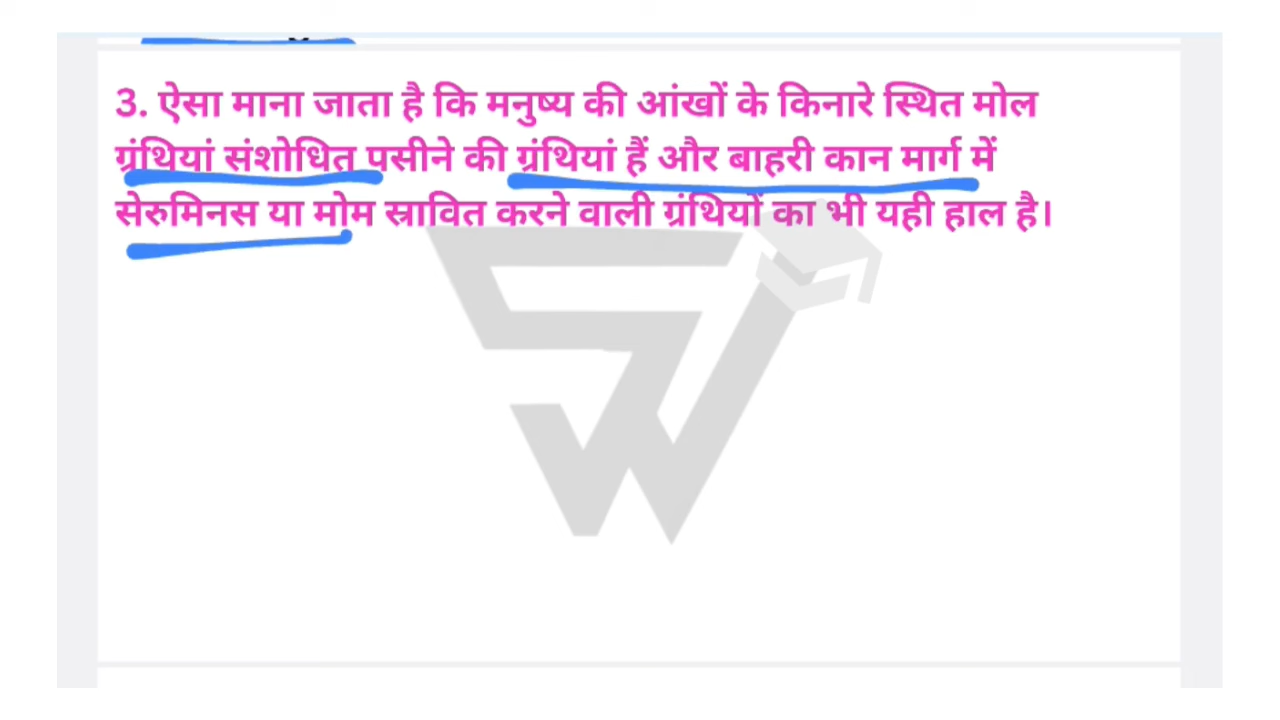 3. ऐसा माना जाता है कि मनुष्य की आंखों के किनारे स्थित मोल
ग्रंथियां संशोधित पसीने की ग्रंथियां हैं और बाहरी कान मार्ग में
सेरुमिनस या मोम स्रावित करने वाली ग्रंथियों का भी यही हाल है।